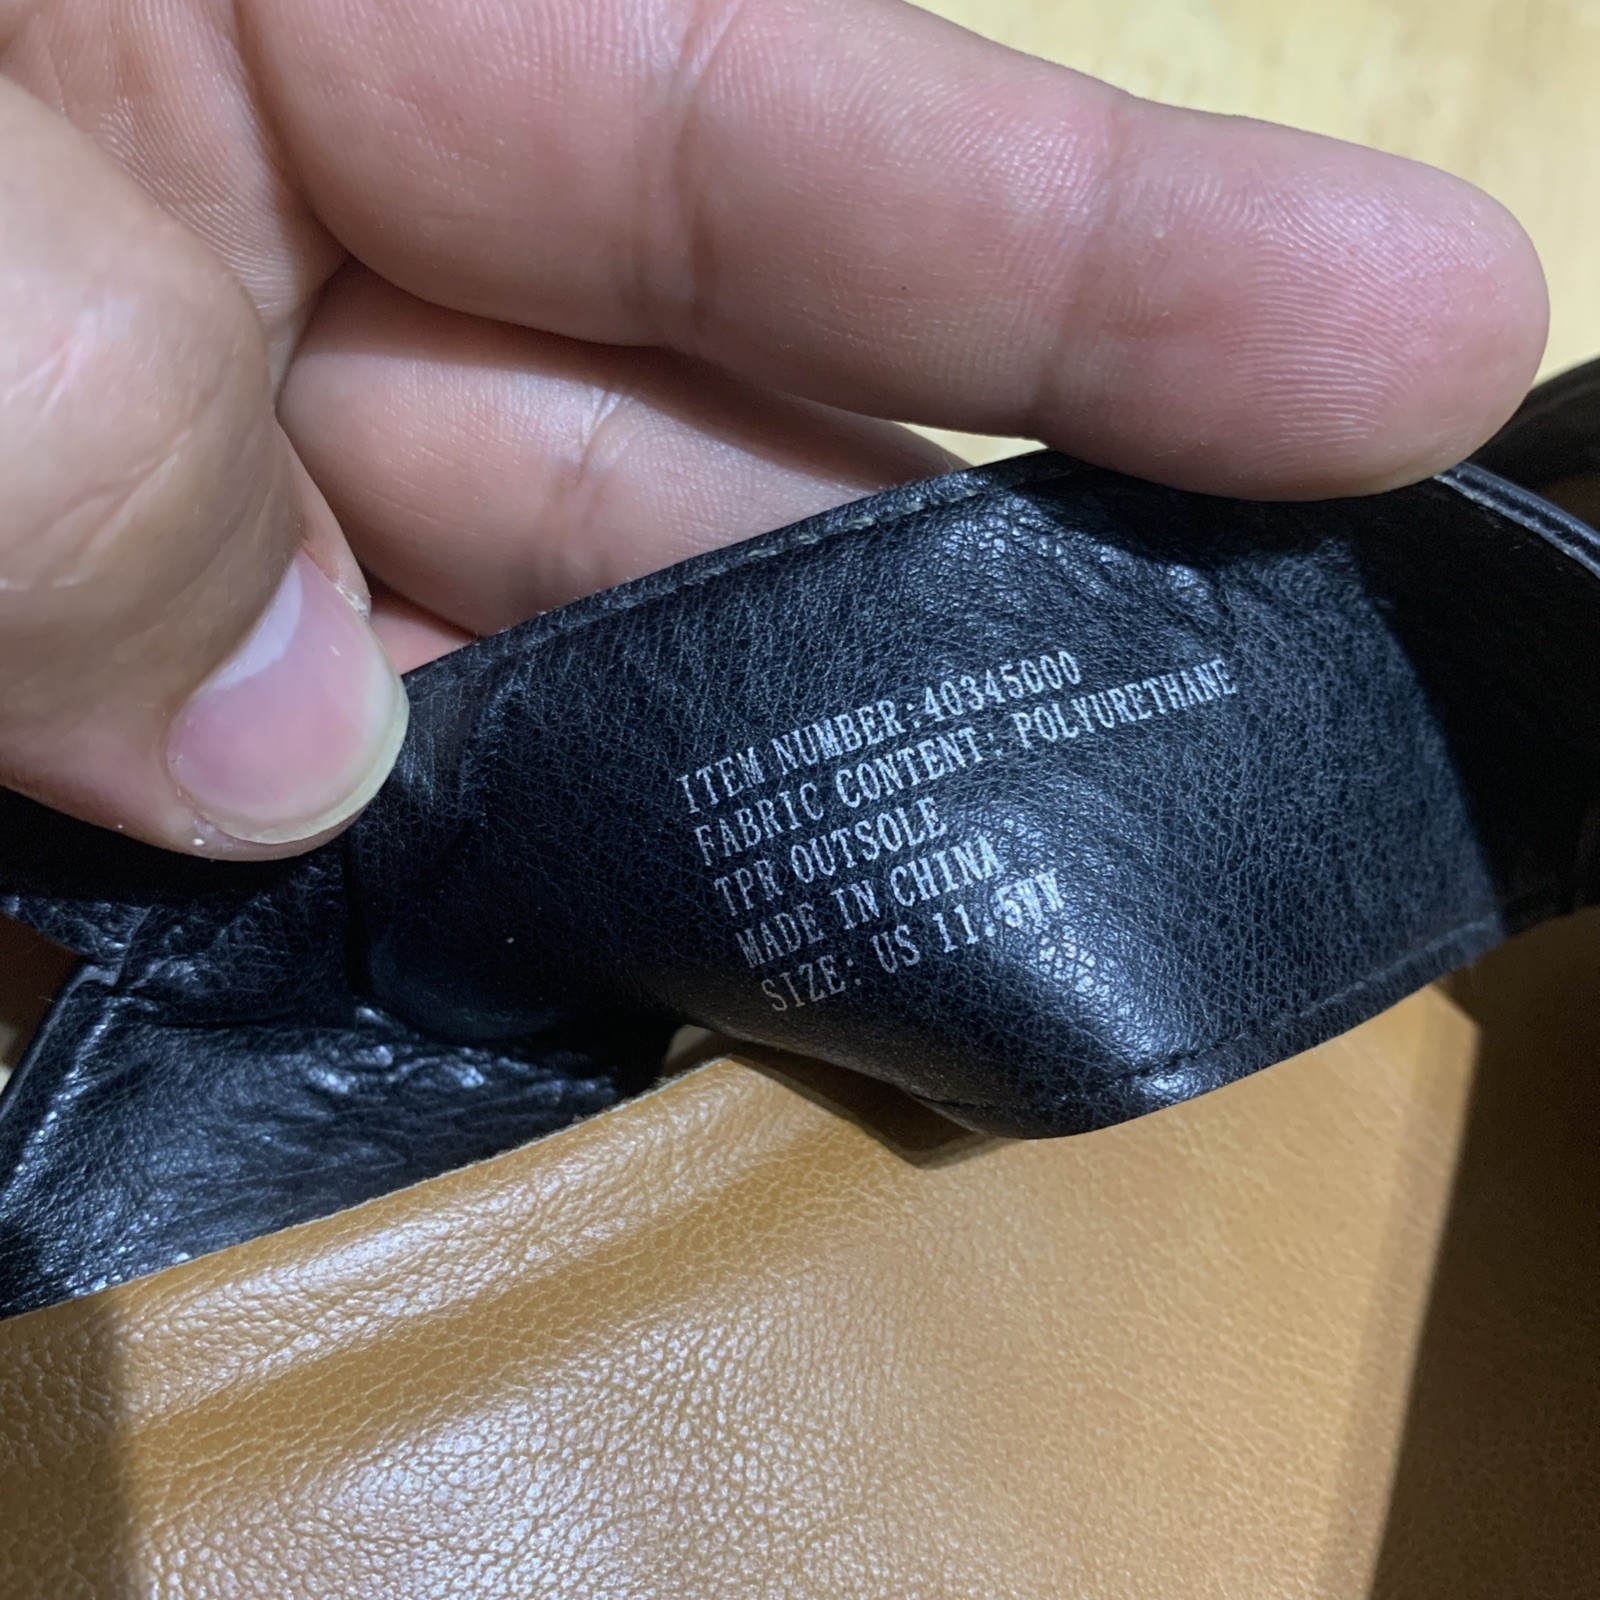 ITEM NUMBER:40345000
FABRIC CONTENT: POLYURETHANE
TPR OUTSOLE
MADE IN CHINA
SIZE: US 11.5WW